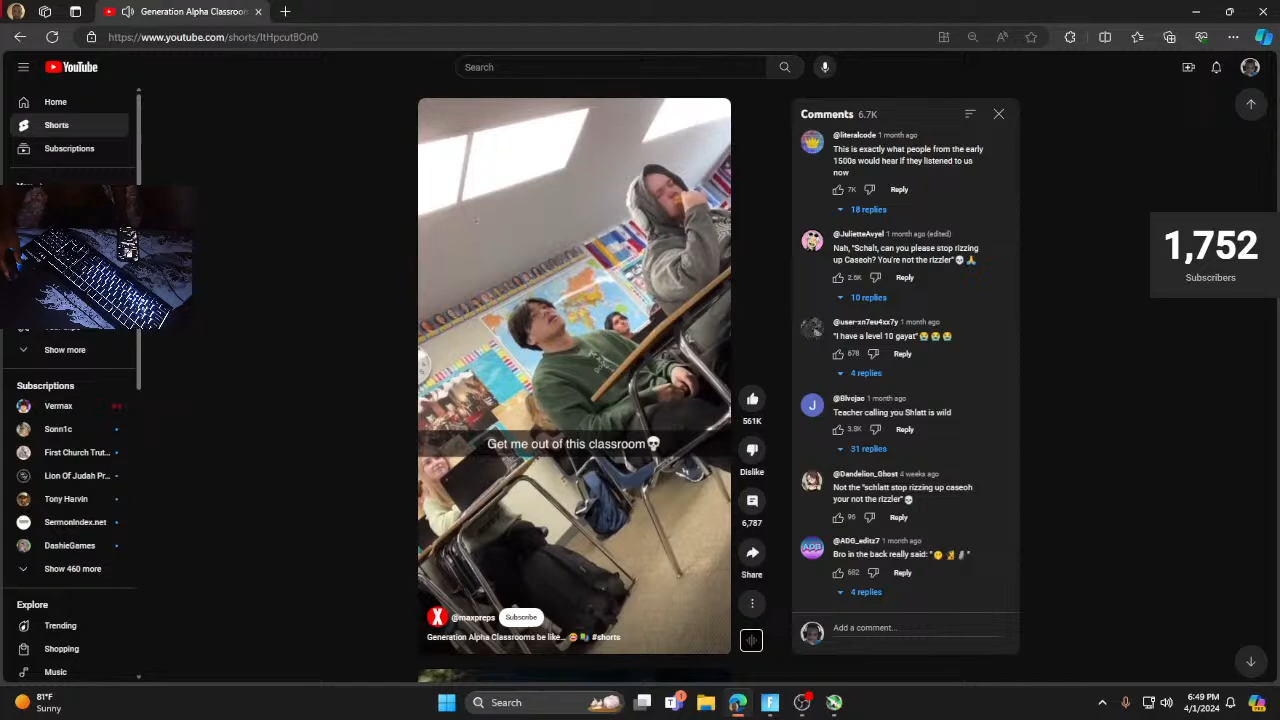 Generation Alpha Classroom
https://www.youtube.com/shorts/ItHpcutBOn0
YouTube
Search
Home
Shorts
Subscriptions
Show more
Subscriptions
Vermax
Sonn1c
First Church Trut...
Lion Of Judah Pr...
Tony Harvin
SermonIndex.net
DashieGames
Show 460 more
Explore
Trending
Shopping
Music
Get me out of this classroom💀
@maxpreps Subscribe
Generation Alpha Classrooms be like... #shorts
561K
Dislike
6,787
Share
Comments 6.7K
@literalcode 1 month ago
This is exactly what people from the early
1500s would hear if they listened to us
now
7K Reply
18 replies
@JulietteAvyel 1 month ago (edited)
Nah, "Schalt, can you please stop rizzing
up Caseoh? You're not the rizzler"💀🙏
2.6K Reply
10 replies
@user-xn7eu4xx7y 1 month ago
"I have a level 10 gayat"😭😭😭
678 Reply
4 replies
@Blvcjac 1 month ago
Teacher calling you Shlatt is wild
3.8K Reply
31 replies
@Dandelion_Ghost 4 weeks ago
Not the "schlatt stop rizzing up caseoh
your not the rizzler"💀
96 Reply
@ADG_editz7 1 month ago
Bro in the back really said: "
682 Reply
4 replies
Add a comment...
1,752
Subscribers
81°F
Sunny
Search
6:49 PM
4/1/2024